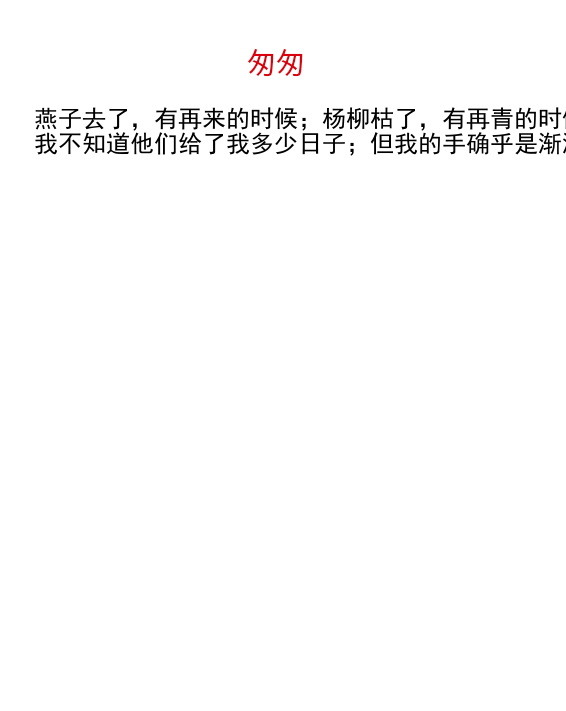 匆匆
燕子去了，有再来的时候；杨柳枯了，有再青的时
我不知道他们给了我多少日子；但我的手确乎是渐